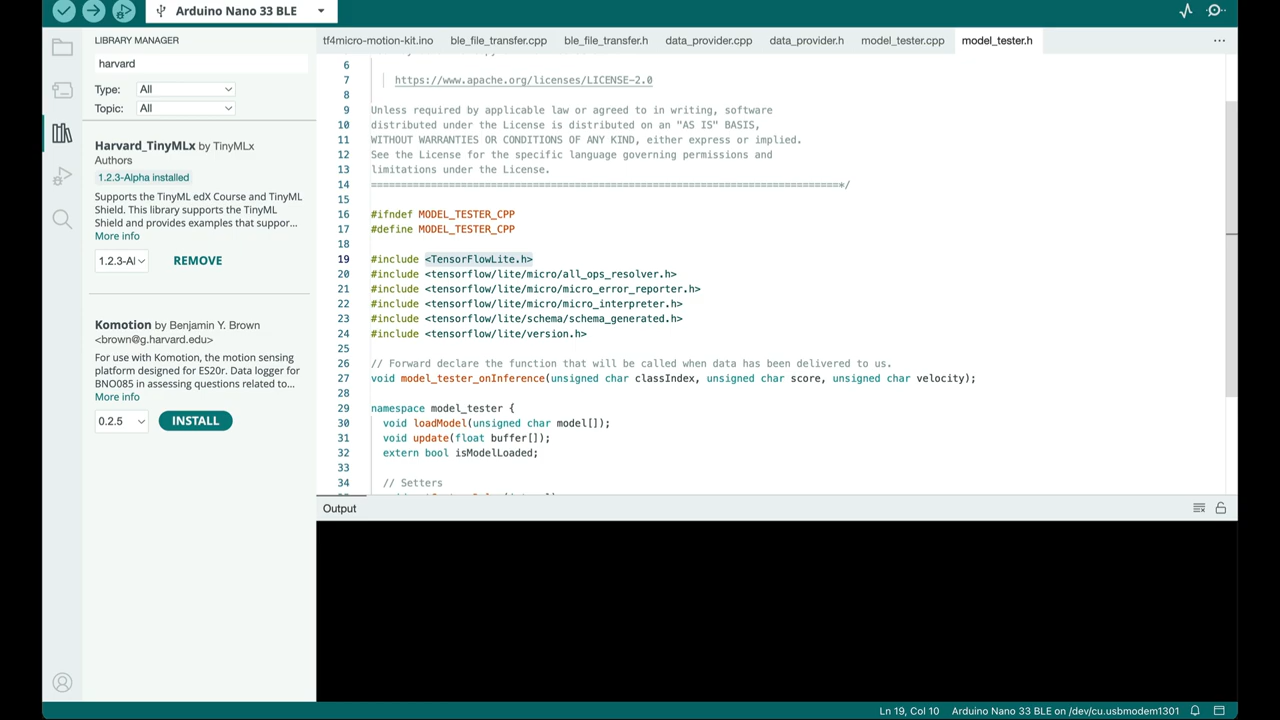 Arduino Nano 33 BLE
LIBRARY MANAGER
harvard
Type: All
Topic: All
Harvard_TinyMLx by TinyMLx
Authors
1.2.3-Alpha installed
Supports the TinyML edX Course and TinyML
Shield. This library supports the TinyML
Shield and provides examples that suppor...
More info
1.2.3-Al REMOVE
Komotion by Benjamin Y. Brown
<brown@g.harvard.edu>
For use with Komotion, the motion sensing
platform designed for ES20r. Data logger for
BNO085 in assessing questions related to...
More info
0.2.5 INSTALL
tf4micro-motion-kit.ino ble_file_transfer.cpp ble_file_transfer.h data_provider.cpp data_provider.h model_tester.cpp model_tester.h ...
6
7 https://www.apache.org/licenses/LICENSE-2.0
8
9 Unless required by applicable law or agreed to in writing, software
10 distributed under the License is distributed on an "AS IS" BASIS,
11 WITHOUT WARRANTIES OR CONDITIONS OF ANY KIND, either express or implied.
12 See the License for the specific language governing permissions and
13 limitations under the License.
14 ==============================================================================*/
15
16 #ifndef MODEL_TESTER_CPP
17 #define MODEL_TESTER_CPP
18
19 #include <TensorFlowLite.h>
20 #include <tensorflow/lite/micro/all_ops_resolver.h>
21 #include <tensorflow/lite/micro/micro_error_reporter.h>
22 #include <tensorflow/lite/micro/micro_interpreter.h>
23 #include <tensorflow/lite/schema/schema_generated.h>
24 #include <tensorflow/lite/version.h>
25
26 // Forward declare the function that will be called when data has been delivered to us.
27 void model_tester_onInference(unsigned char classIndex, unsigned char score, unsigned char velocity);
28
29 namespace model_tester {
30 void loadModel(unsigned char model[]);
31 void update(float buffer[]);
32 extern bool isModelLoaded;
33
34 // Setters
Output
Ln 19, Col 10 Arduino Nano 33 BLE on /dev/cu.usbmodem1301